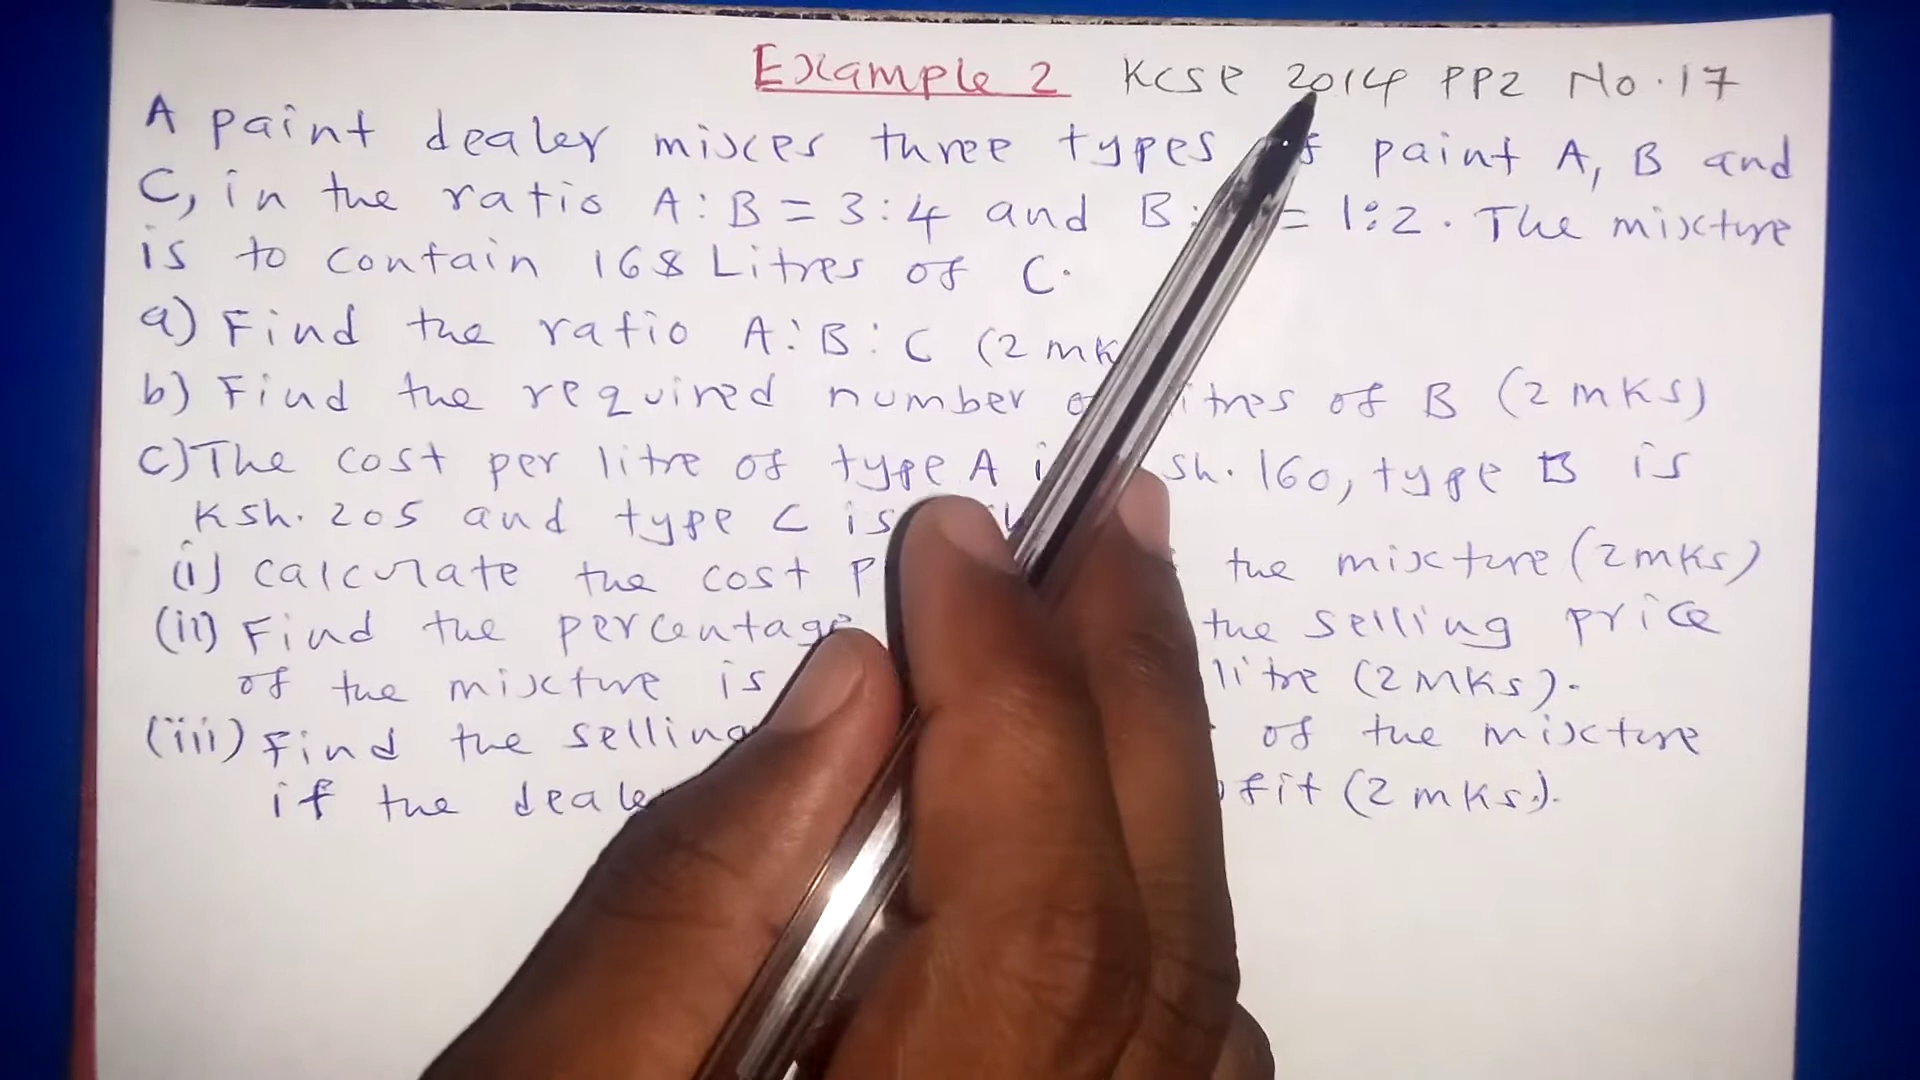 Example 2 KCSE 2014 PP2 No.17
A paint dealer mixes three types paint A, B and
C, in the ratio A:B = 3:4 and B: = 1:2. The mixture
is to contain 168 Litres of C.
a) Find the ratio A:B:C (2 mk
b) Find the required number of B (2 mks)
c) The cost per litre of type A sh. 160, type B is
Ksh. 205 and type C is
(i) calculate the cost the mixture (2mks)
(ii) Find the percentage the selling price
of the mixture is litre (2mks).
(iii) Find the selling of the mixture
if the dealer (2 mks).